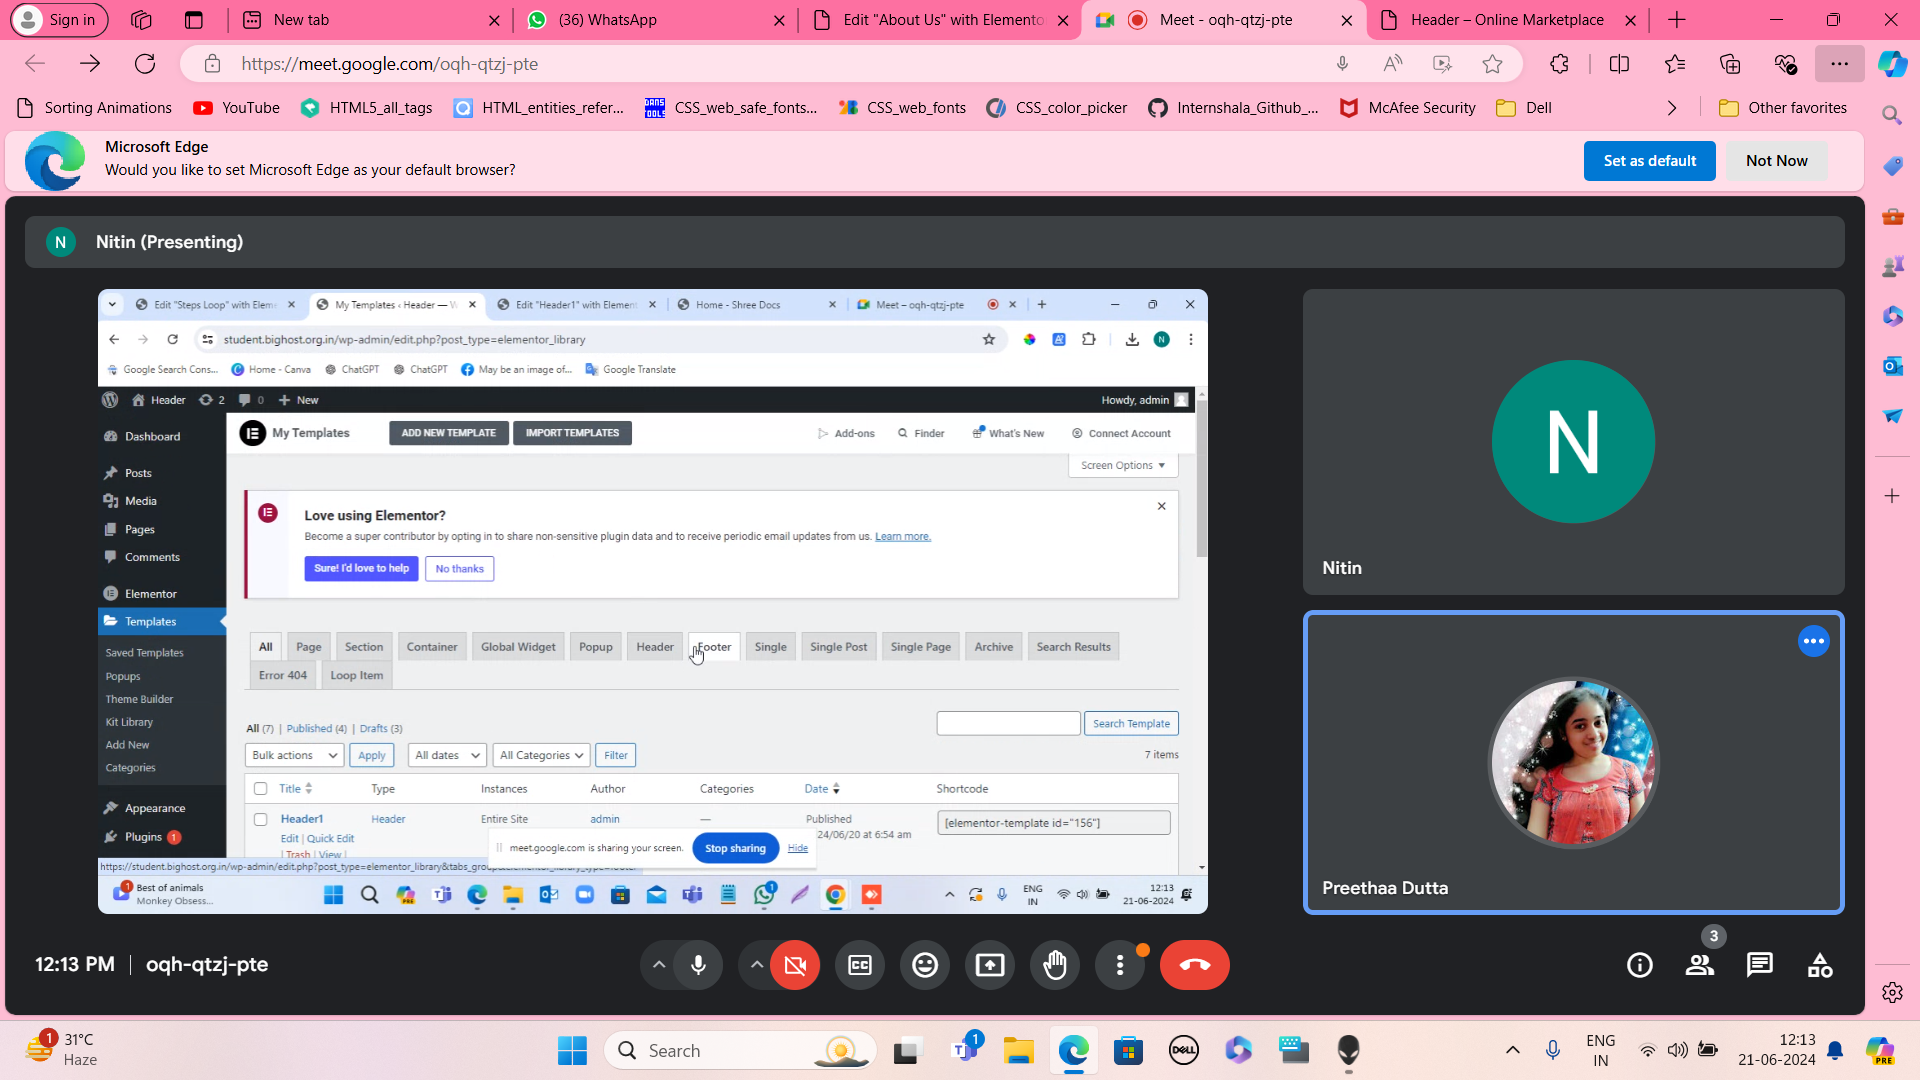 Sign in
New tab
(36) WhatsApp
Edit "About Us" with Elemento
Meet - oqh-qtzj-pte
Header – Online Marketplace
https://meet.google.com/oqh-qtzj-pte
Sorting Animations
YouTube
HTML5_all_tags
HTML_entities_refer...
CSS_web_safe_fonts...
CSS_web_fonts
CSS_color_picker
Internshala_Github_...
McAfee Security
Dell
Other favorites
Microsoft Edge
Would you like to set Microsoft Edge as your default browser?
Set as default
Not Now
N
Nitin (Presenting)
Edit "Steps Loop" with Elem
My Templates ‹ Header — W
Edit "Header1" with Element
Home - Shree Docs
Meet – oqh-qtzj-pte
student.bighost.org.in/wp-admin/edit.php?post_type=elementor_library
N
Google Search Cons...
Home - Canva
ChatGPT
ChatGPT
May be an image of...
Google Translate
Header
2
0
New
Howdy, admin
Dashboard
Posts
Media
Pages
Comments
Elementor
Templates
Saved Templates
Popups
Theme Builder
Kit Library
Add New
Categories
Appearance
Plugins 1
My Templates
ADD NEW TEMPLATE
IMPORT TEMPLATES
Add-ons
Finder
What's New
Connect Account
Screen Options
Love using Elementor?
Become a super contributor by opting in to share non-sensitive plugin data and to receive periodic email updates from us. Learn more.
Sure! I'd love to help
No thanks
All
Page
Section
Container
Global Widget
Popup
Header
Footer
Single
Single Post
Single Page
Archive
Search Results
Error 404
Loop Item
All (7) | Published (4) | Drafts (3)
Search Template
Bulk actions
Apply
All dates
All Categories
Filter
7 items
Title
Type
Instances
Author
Categories
Date
Shortcode
Header1
Header
Entire Site
admin
—
Published
24/06/20 at 6:54 am
[elementor-template id="156"]
Edit | Quick Edit
| Trash | View |
meet.google.com is sharing your screen.
Stop sharing
Hide
1
Best of animals
Monkey Obsess...
PRE
1
ENG
IN
12:13
21-06-2024
N
Nitin
Preethaa Dutta
12:13 PM
oqh-qtzj-pte
CC
3
1
31°C
Haze
Search
1
DELL
ENG
IN
12:13
21-06-2024
PRE